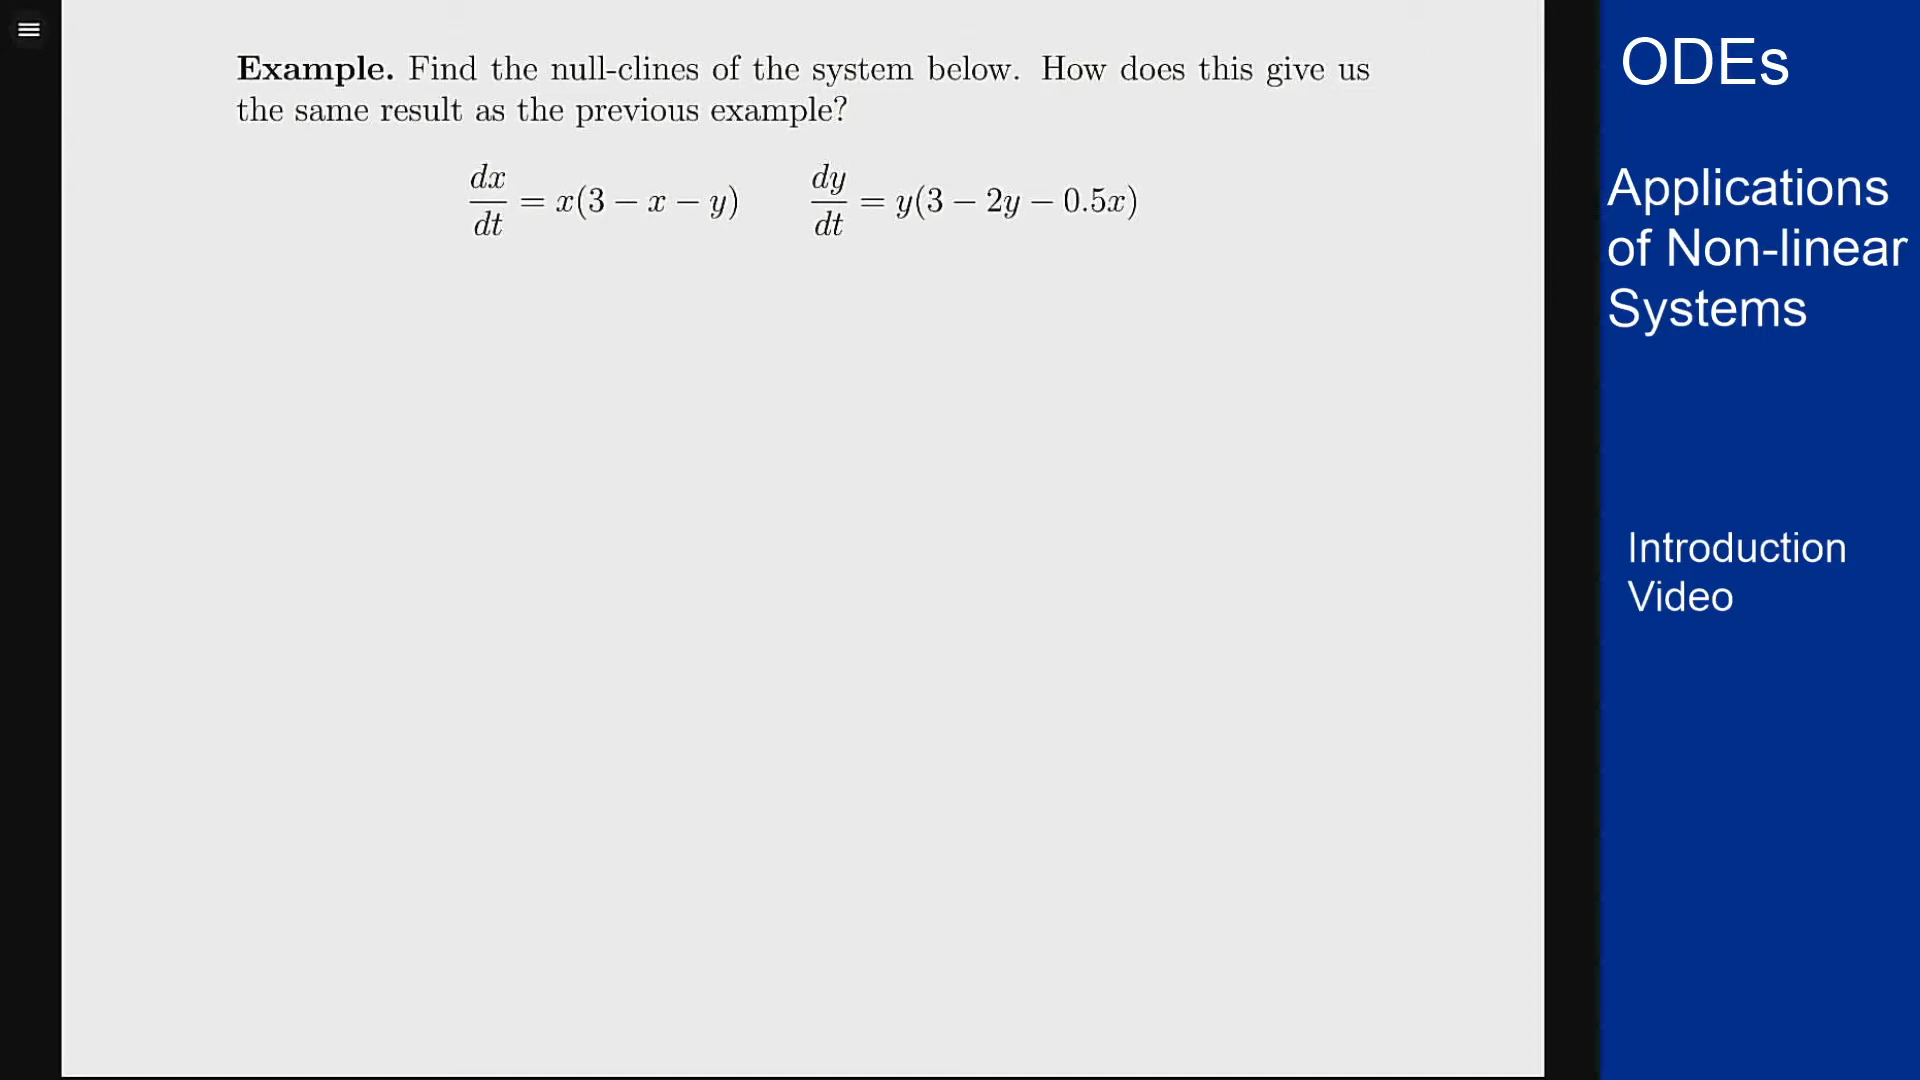 Example. Find the null-clines of the system below. How does this give us
the same result as the previous example?
dx/dt = x(3 − x − y)    dy/dt = y(3 − 2y − 0.5x)
ODEs
Applications
of Non-linear
Systems
Introduction
Video